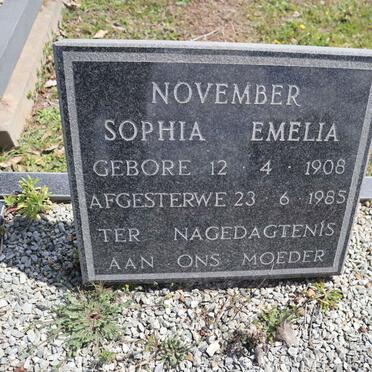 NOVEMBER
SOPHIA EMELIA
GEBORE 12 · 4 · 1908
AFGESTERWE 23 · 6 · 1985
TER NAGEDAGTENIS
AAN ONS MOEDER